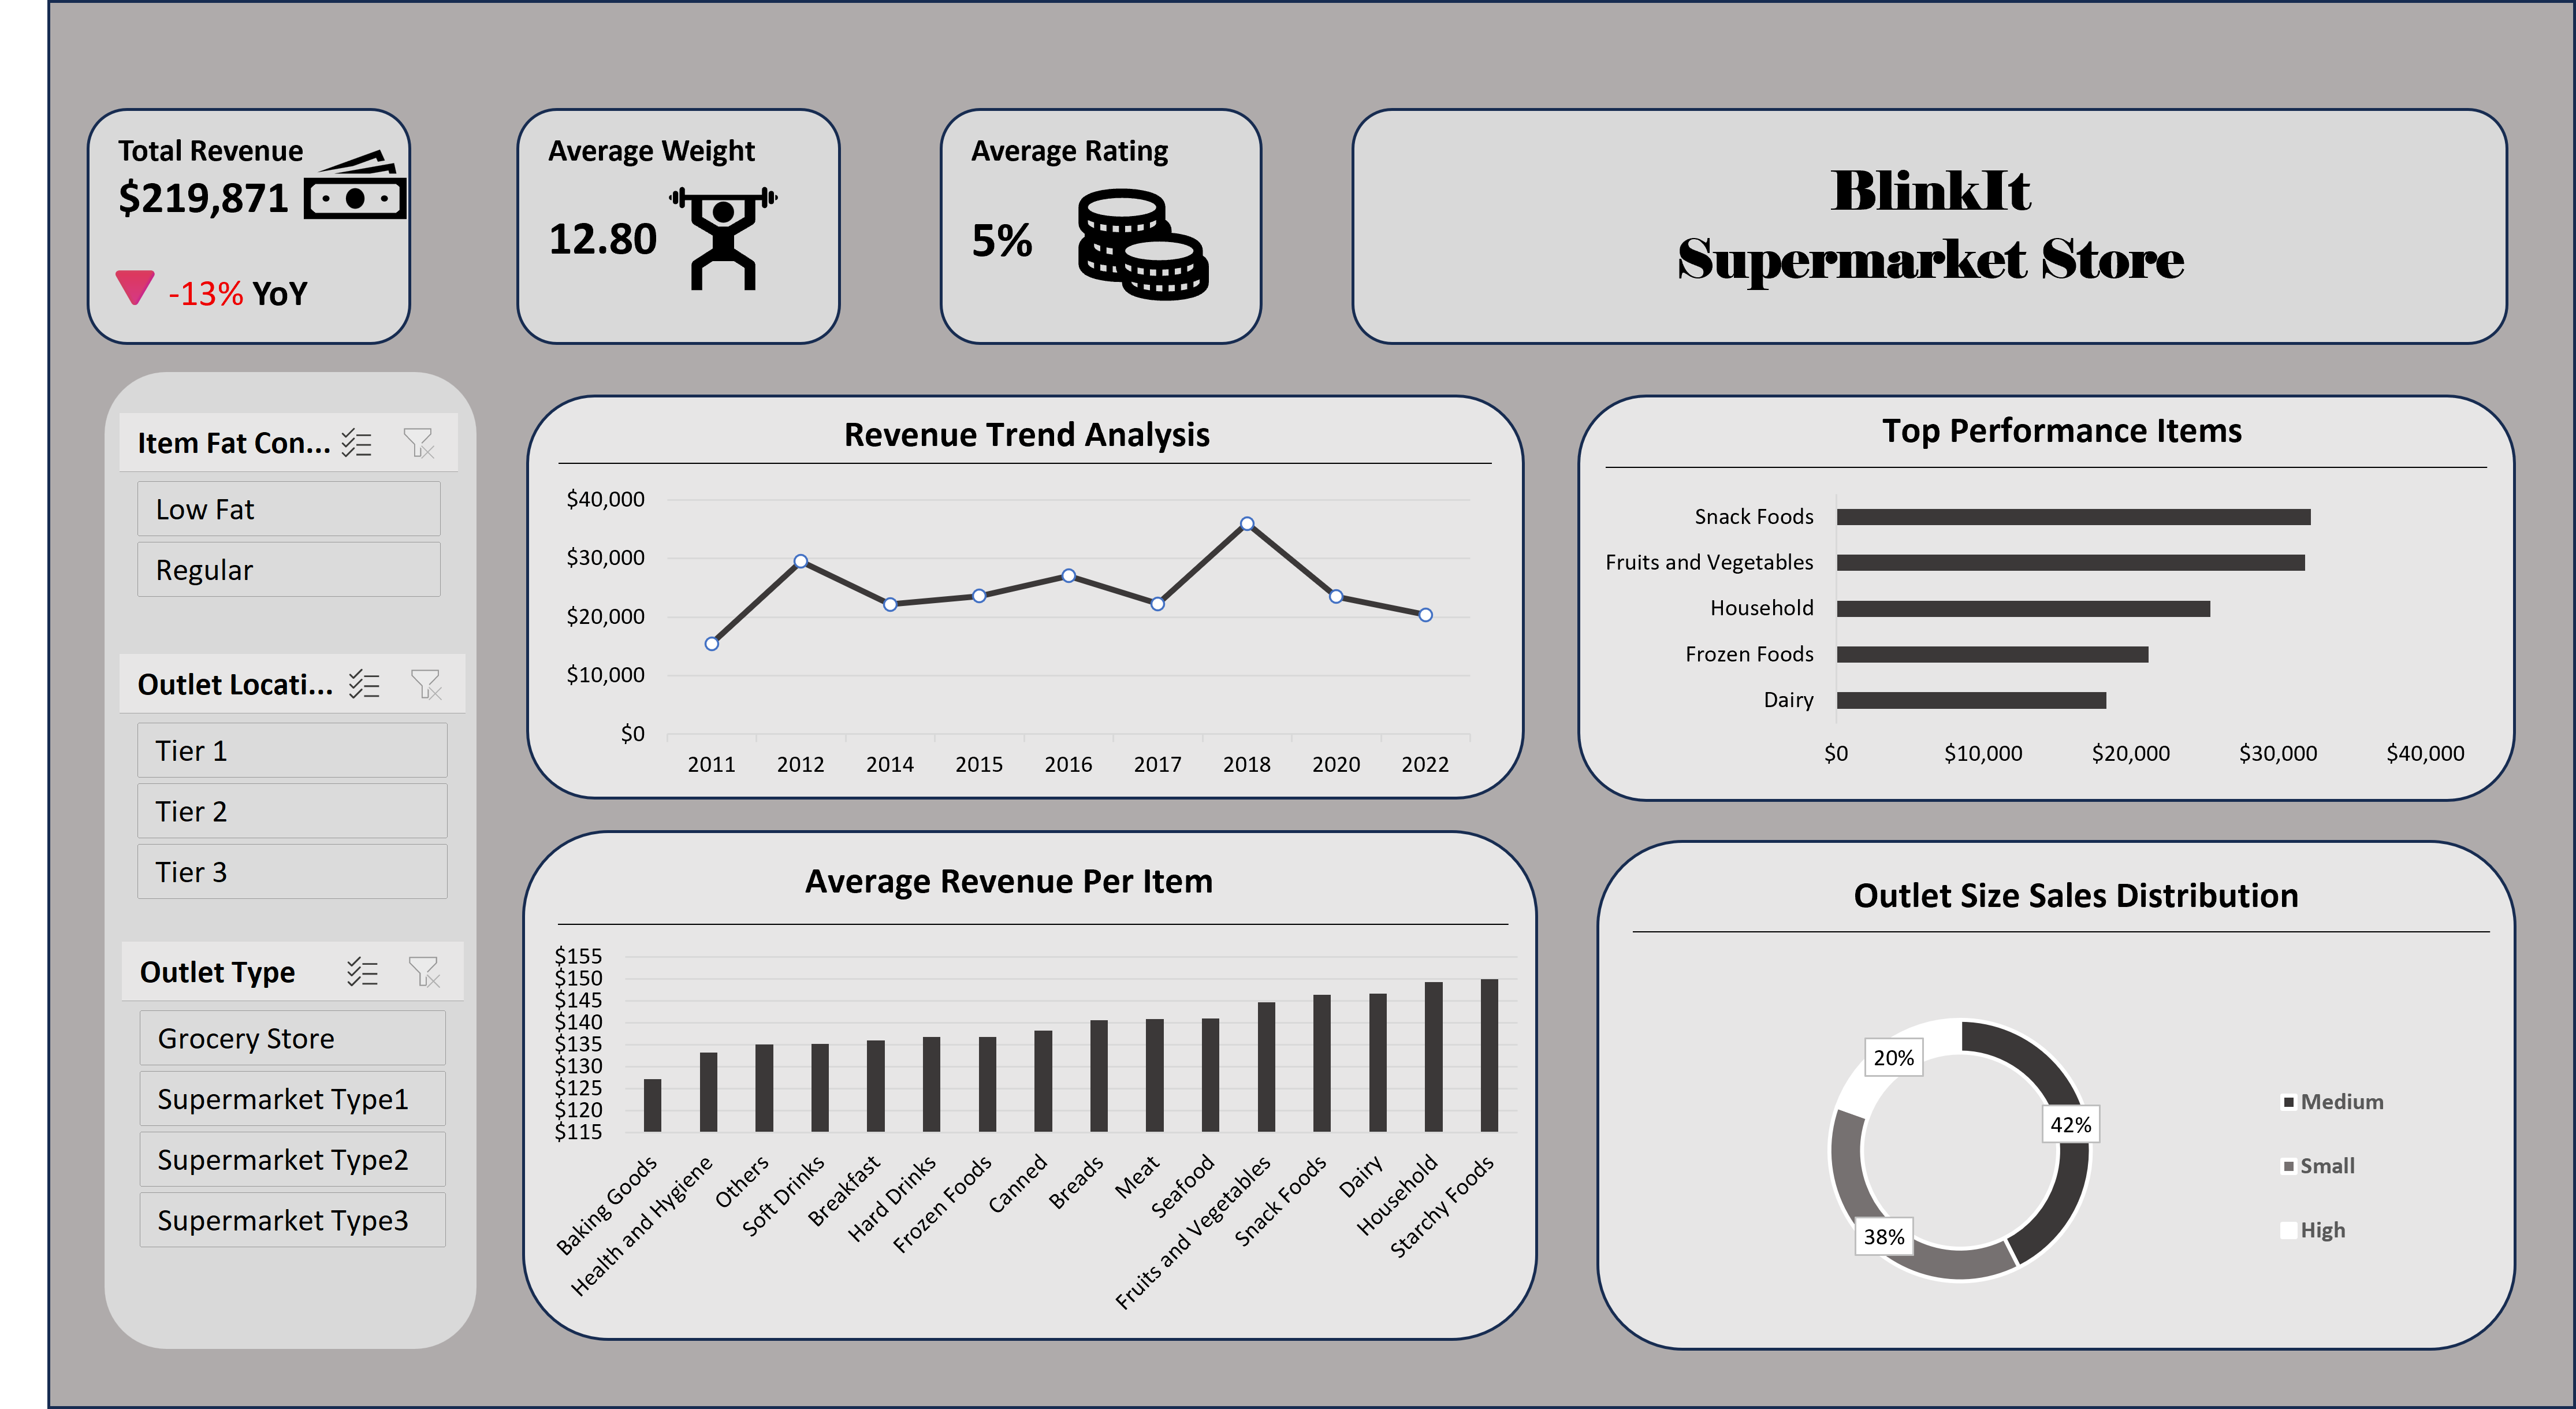 Total Revenue
$219,871
-13% YoY
Average Weight
12.80
Average Rating
5%
BlinkIt
Supermarket Store
Item Fat Con...
Low Fat
Regular
Outlet Locati...
Tier 1
Tier 2
Tier 3
Outlet Type
Grocery Store
Supermarket Type1
Supermarket Type2
Supermarket Type3
Revenue Trend Analysis
$40,000
$30,000
$20,000
$10,000
$0
2011 2012 2014 2015 2016 2017 2018 2020 2022
Top Performance Items
Snack Foods
Fruits and Vegetables
Household
Frozen Foods
Dairy
$0 $10,000 $20,000 $30,000 $40,000
Average Revenue Per Item
$155
$150
$145
$140
$135
$130
$125
$120
$115
Baking Goods
Health and Hygiene
Others
Soft Drinks
Breakfast
Hard Drinks
Frozen Foods
Canned
Breads
Meat
Seafood
Fruits and Vegetables
Snack Foods
Dairy
Household
Starchy Foods
Outlet Size Sales Distribution
20%
42%
38%
Medium
Small
High